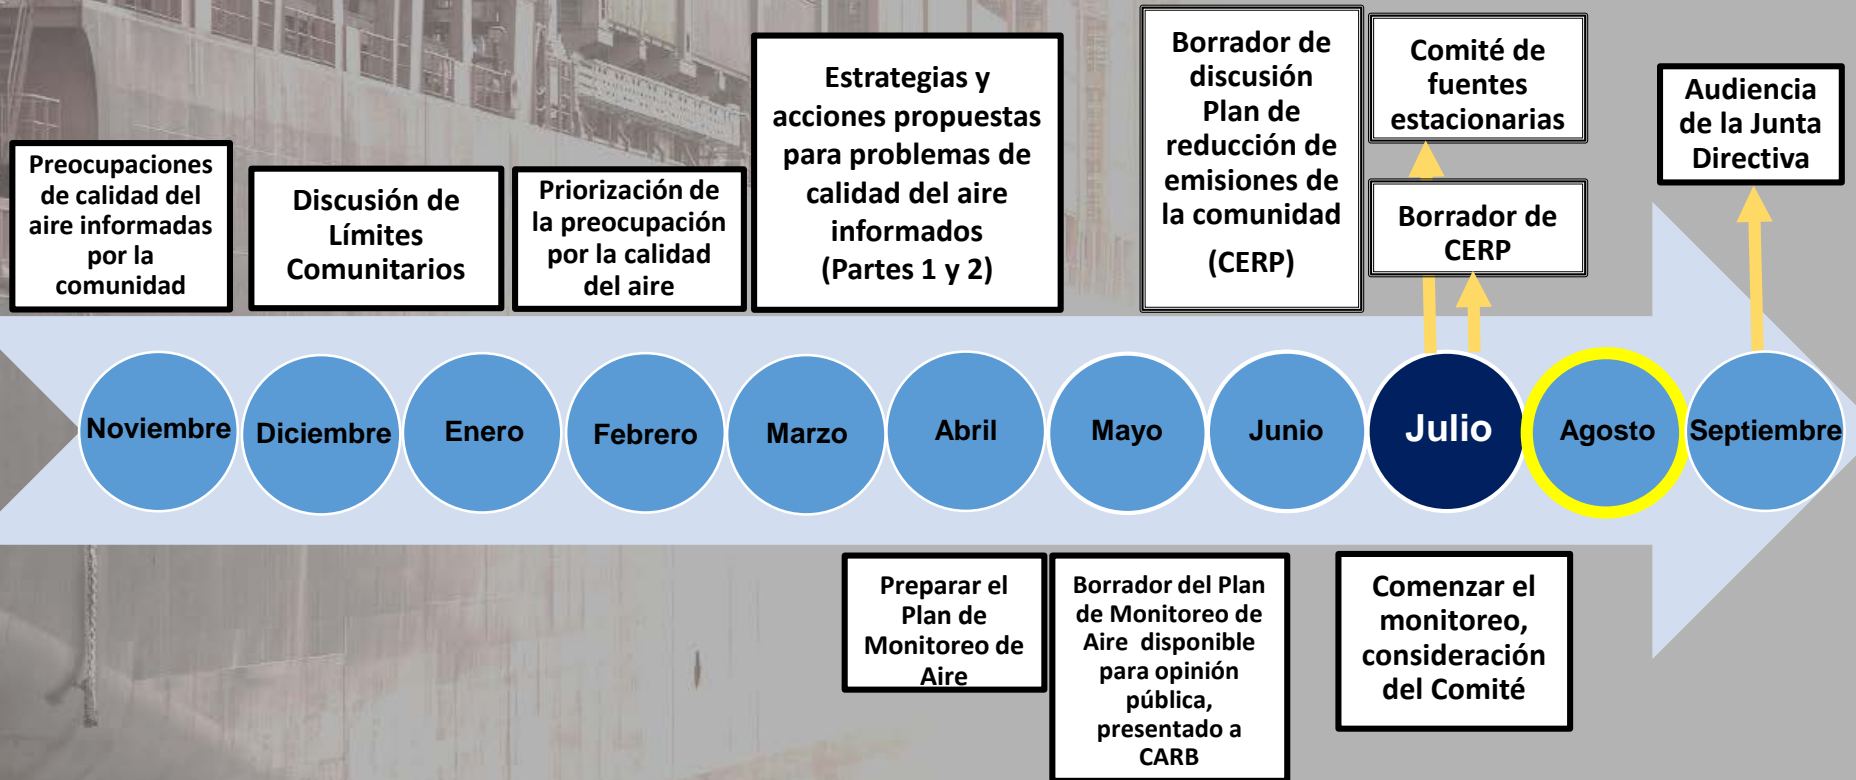 Preocupaciones
de calidad del
aire informadas
por la
comunidad
Discusión de
Límites
Comunitarios
Priorización de
la preocupación
por la calidad
del aire
Estrategias y
acciones propuestas
para problemas de
calidad del aire
informados
(Partes 1 y 2)
Borrador de
discusión
Plan de
reducción de
emisiones de
la comunidad
(CERP)
Comité de
fuentes
estacionarias
Borrador de
CERP
Audiencia
de la Junta
Directiva
Noviembre
Diciembre
Enero
Febrero
Marzo
Abril
Mayo
Junio
Julio
Agosto
Septiembre
Preparar el
Plan de
Monitoreo de
Aire
Borrador del Plan
de Monitoreo de
Aire disponible
para opinión
pública,
presentado a
CARB
Comenzar el
monitoreo,
consideración
del Comité